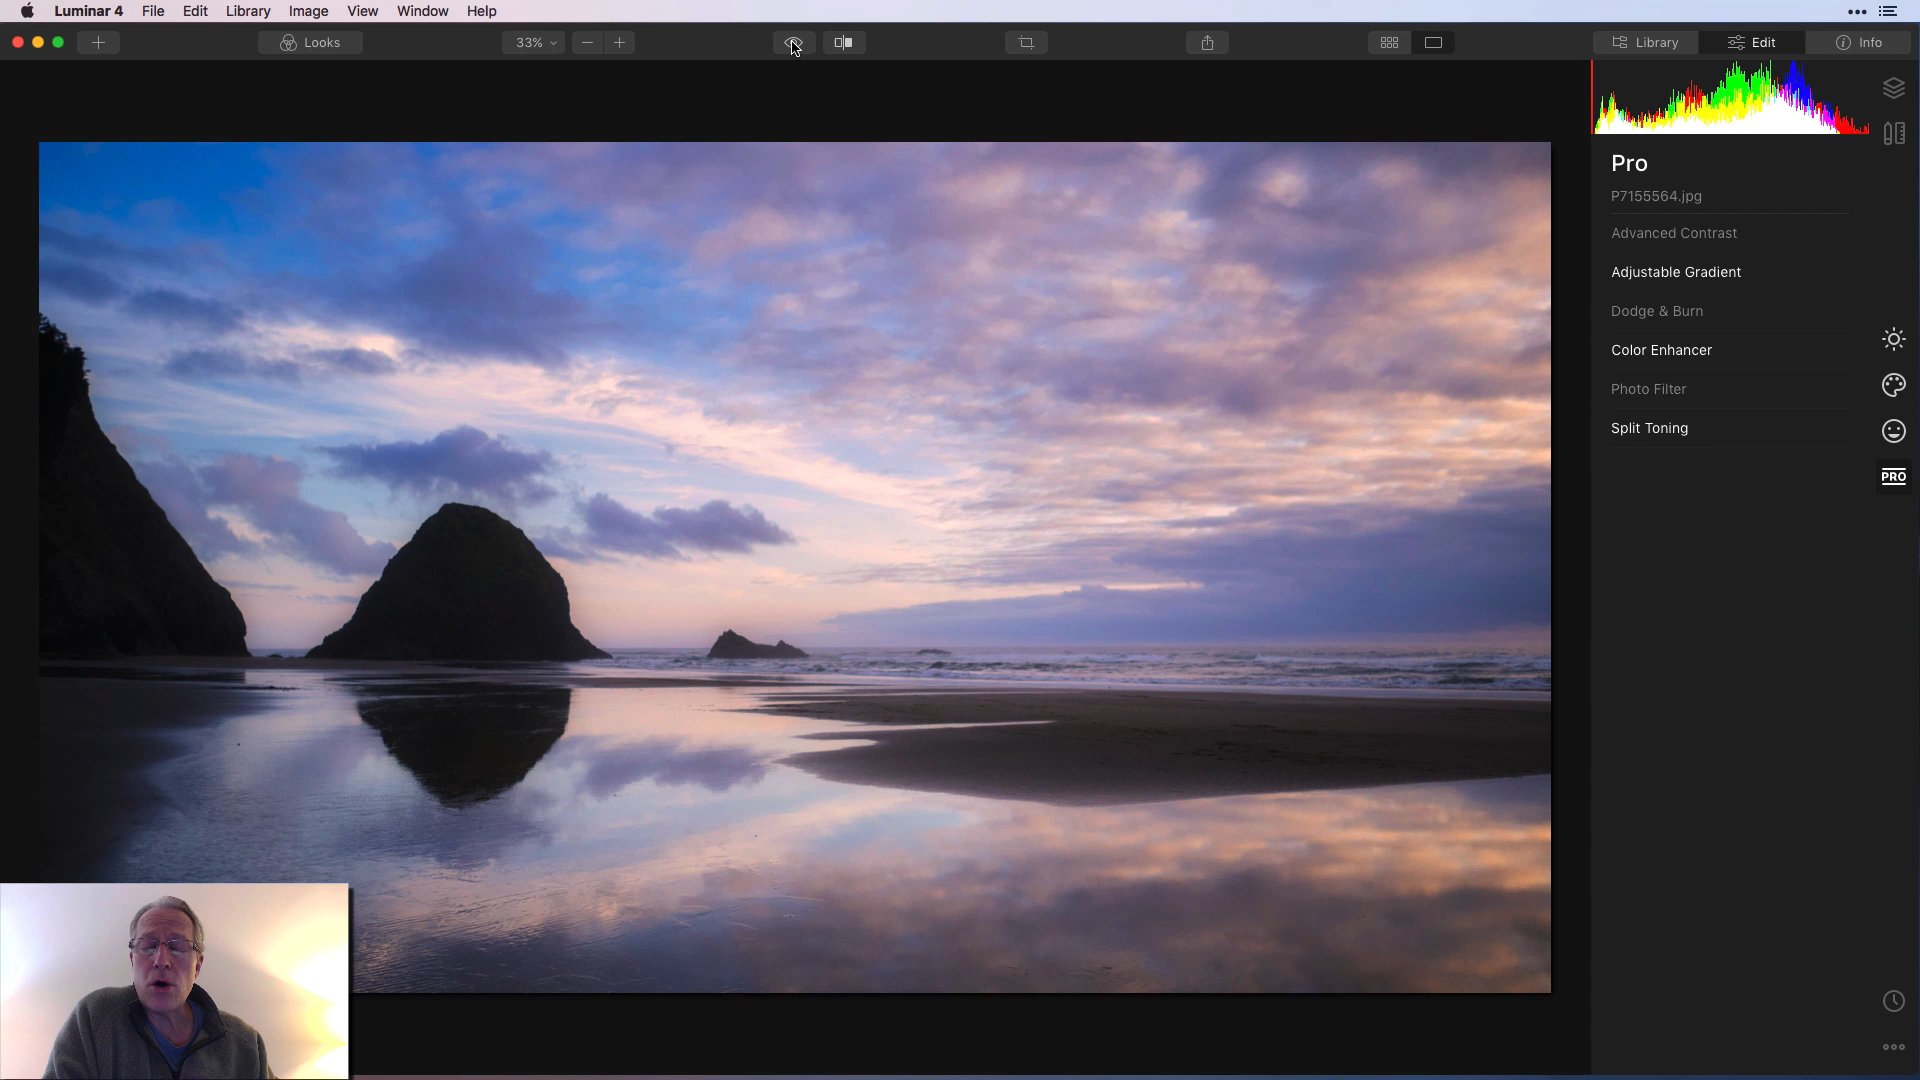 Luminar 4 File Edit Library Image View Window Help
Looks 33% Library Edit Info
Pro
P7155564.jpg
Advanced Contrast
Adjustable Gradient
Dodge & Burn
Color Enhancer
Photo Filter
Split Toning
PRO